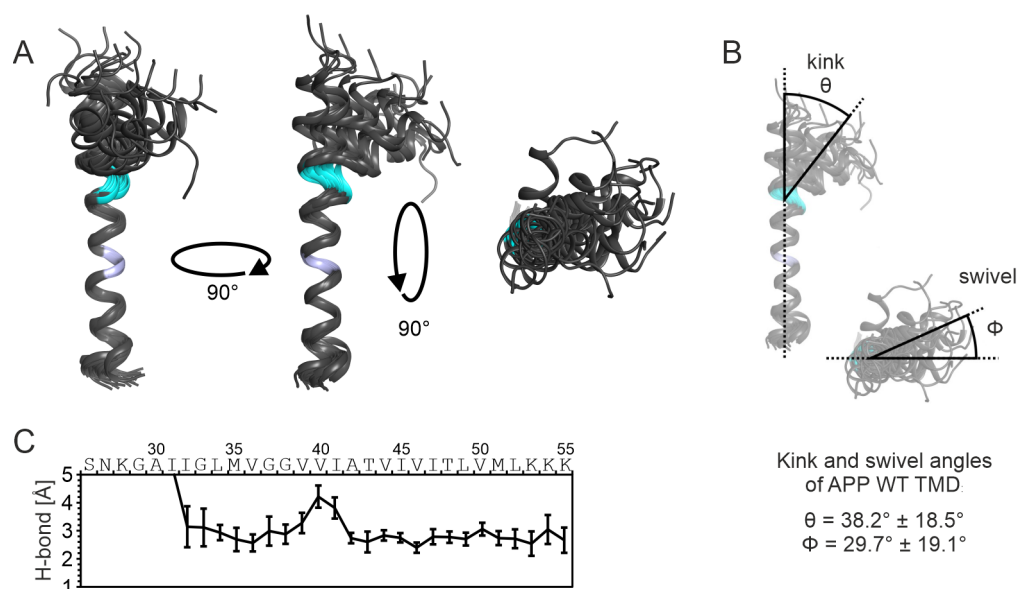 A
90°
90°
B
kink
θ
swivel
Φ
Kink and swivel angles
of APP WT TMD:
θ = 38.2° ± 18.5°
Φ = 29.7° ± 19.1°
C
30 35 40 45 50 55
SNKGAIIGLMVGGVVIATVIVITLVMLKKK
H-bond [Å]
5
4
3
2
1